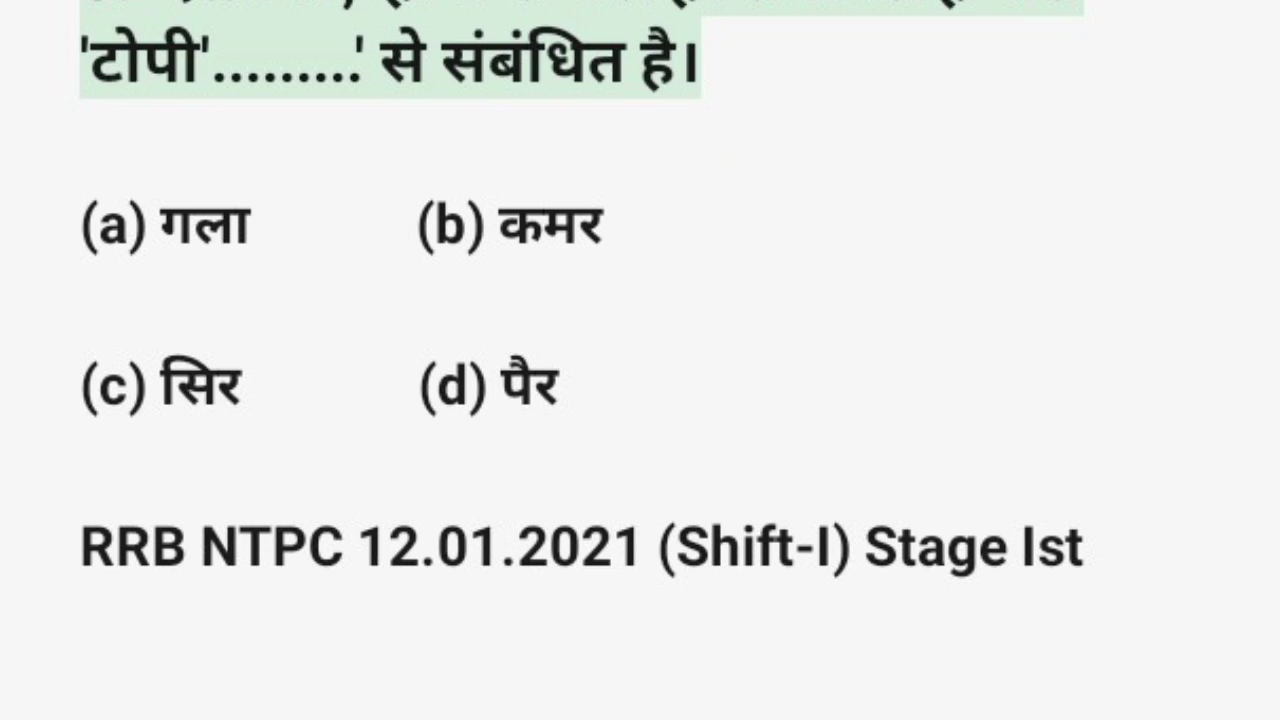 'टोपी'.........' से संबंधित है।
(a) गला (b) कमर
(c) सिर (d) पैर
RRB NTPC 12.01.2021 (Shift-I) Stage Ist